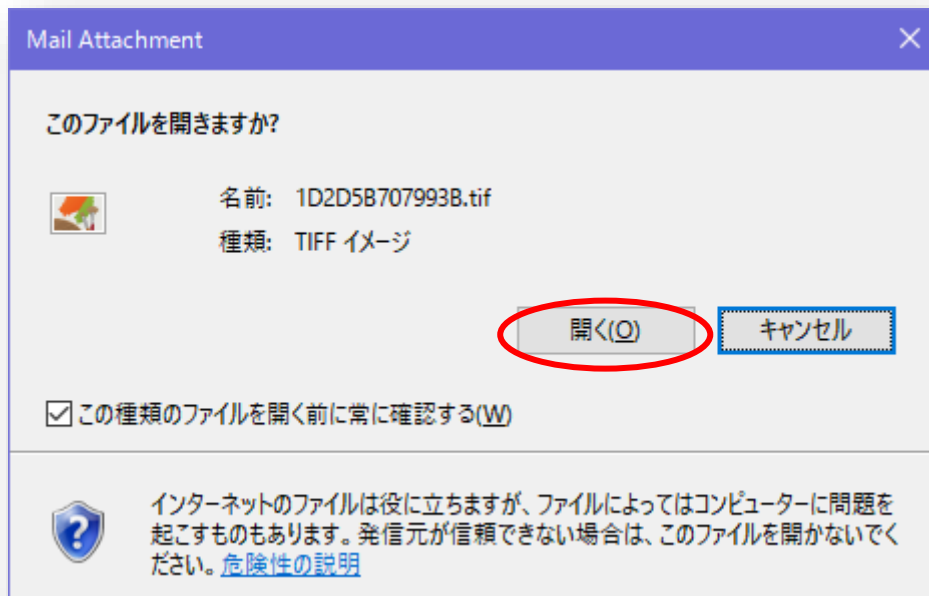 Mail Attachment
このファイルを開きますか?
名前: 1D2D5B707993B.tif
種類: TIFF イメージ
開く(O) キャンセル
この種類のファイルを開く前に常に確認する(W)
インターネットのファイルは役に立ちますが、ファイルによってはコンピューターに問題を
起こすものもあります。発信元が信頼できない場合は、このファイルを開かないでく
ださい。危険性の説明